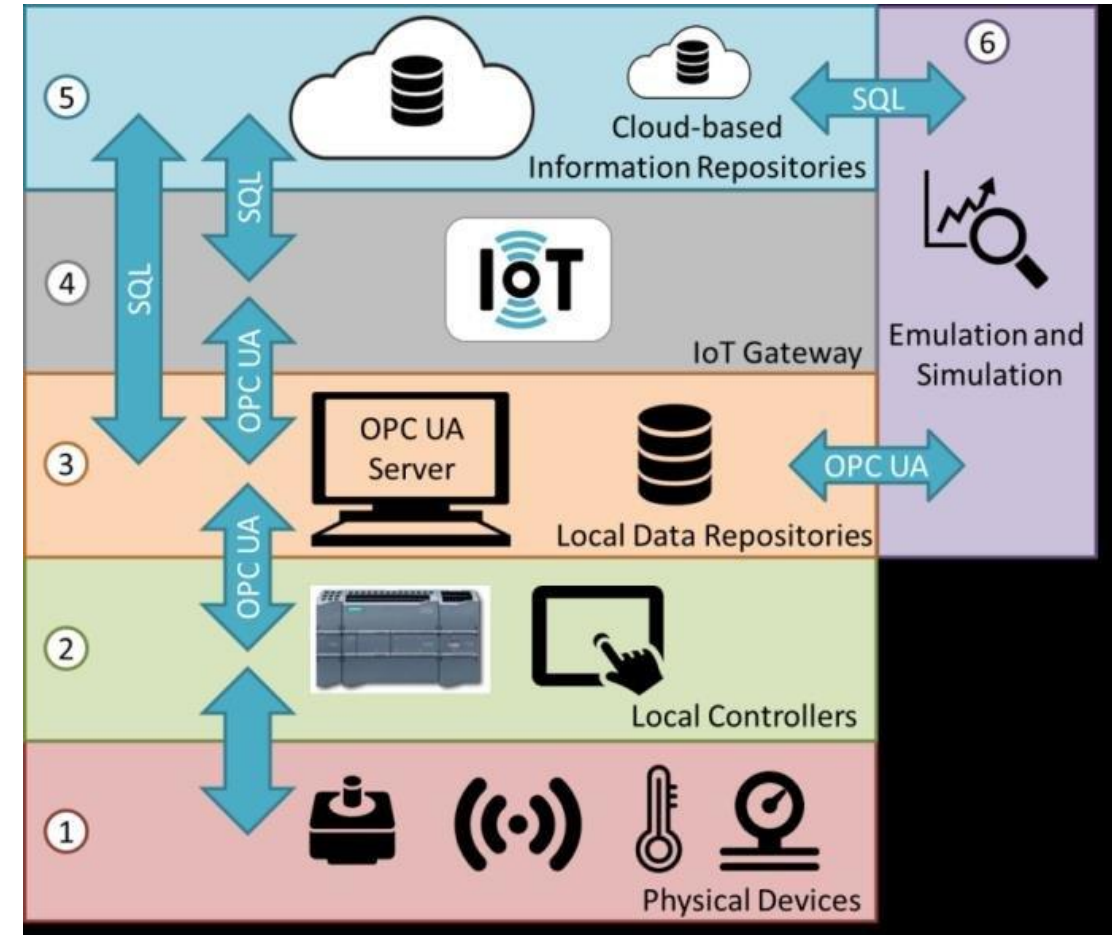 5
SQL
SQL
Cloud-based
Information Repositories
SQL
6
4
IoT
IoT Gateway
OPC UA
Emulation and
Simulation
3
OPC UA
Server
Local Data Repositories
OPC UA
OPC UA
2
Local Controllers
1
Physical Devices